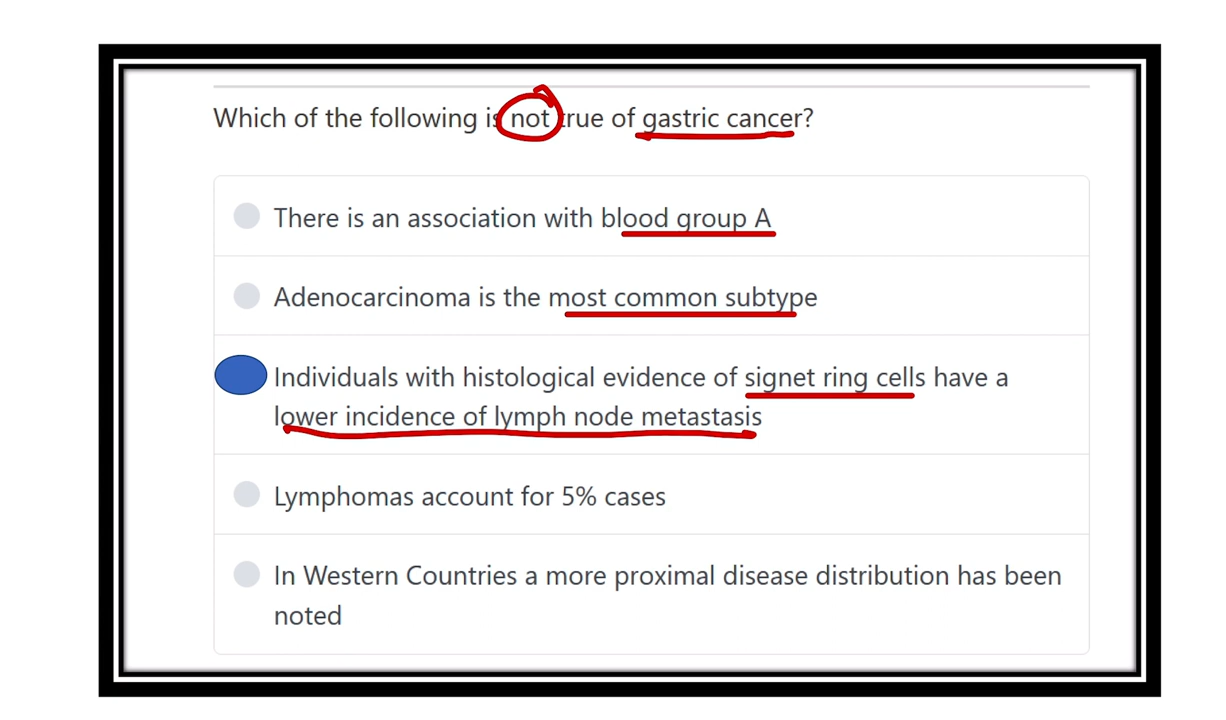 Which of the following is not true of gastric cancer?
There is an association with blood group A
Adenocarcinoma is the most common subtype
Individuals with histological evidence of signet ring cells have a
lower incidence of lymph node metastasis
Lymphomas account for 5% cases
In Western Countries a more proximal disease distribution has been
noted